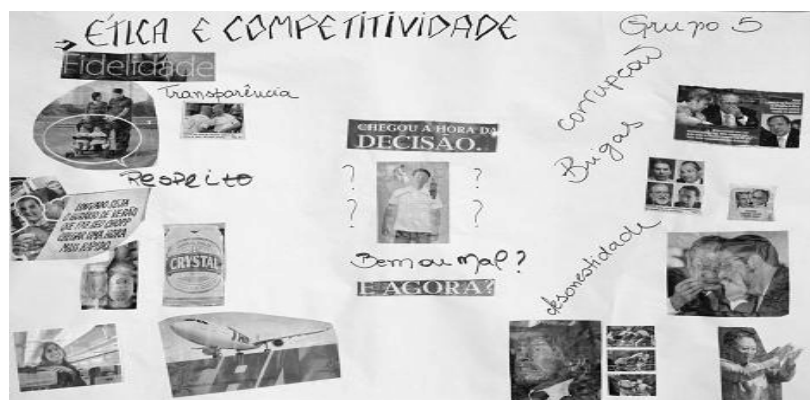 ⇒ ÉTICA E COMPETITIVIDADE
Grupo 5
Fidelidade
Transparência
Respeito
CRYSTAL
CHEGOU A HORA DA
DECISÃO.
? ?
? ?
Bem ou mal?
E AGORA?
corrupção
Brigas
desonestidade